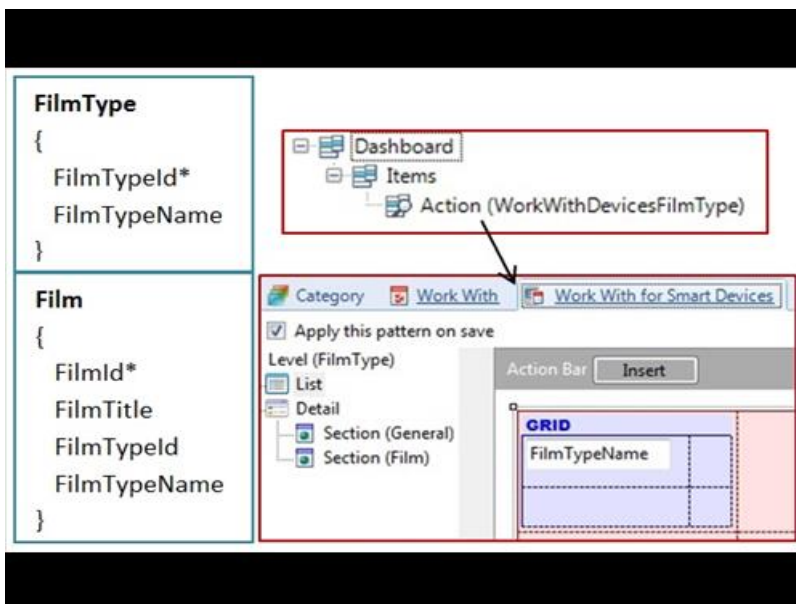 FilmType
{
FilmTypeId*
FilmTypeName
}
Film
{
FilmId*
FilmTitle
FilmTypeId
FilmTypeName
}
Dashboard
Items
Action (WorkWithDevicesFilmType)
Category Work With Work With for Smart Devices
Apply this pattern on save
Level (FilmType)
List
Detail
Section (General)
Section (Film)
Action Bar Insert
GRID
FilmTypeName